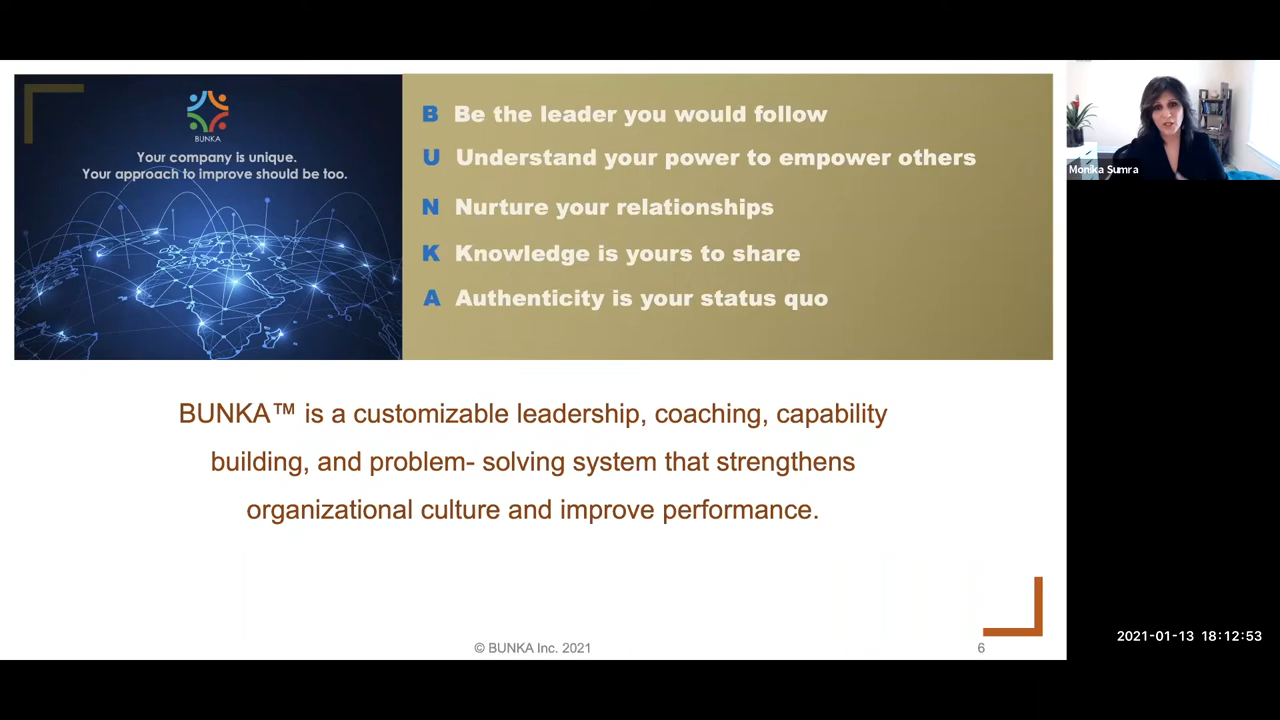 BUNKA
Your company is unique.
Your approach to improve should be too.
B Be the leader you would follow
U Understand your power to empower others
N Nurture your relationships
K Knowledge is yours to share
A Authenticity is your status quo
Monika Sumra
BUNKA™ is a customizable leadership, coaching, capability
building, and problem- solving system that strengthens
organizational culture and improve performance.
© BUNKA Inc. 2021
6
2021-01-13 18:12:53